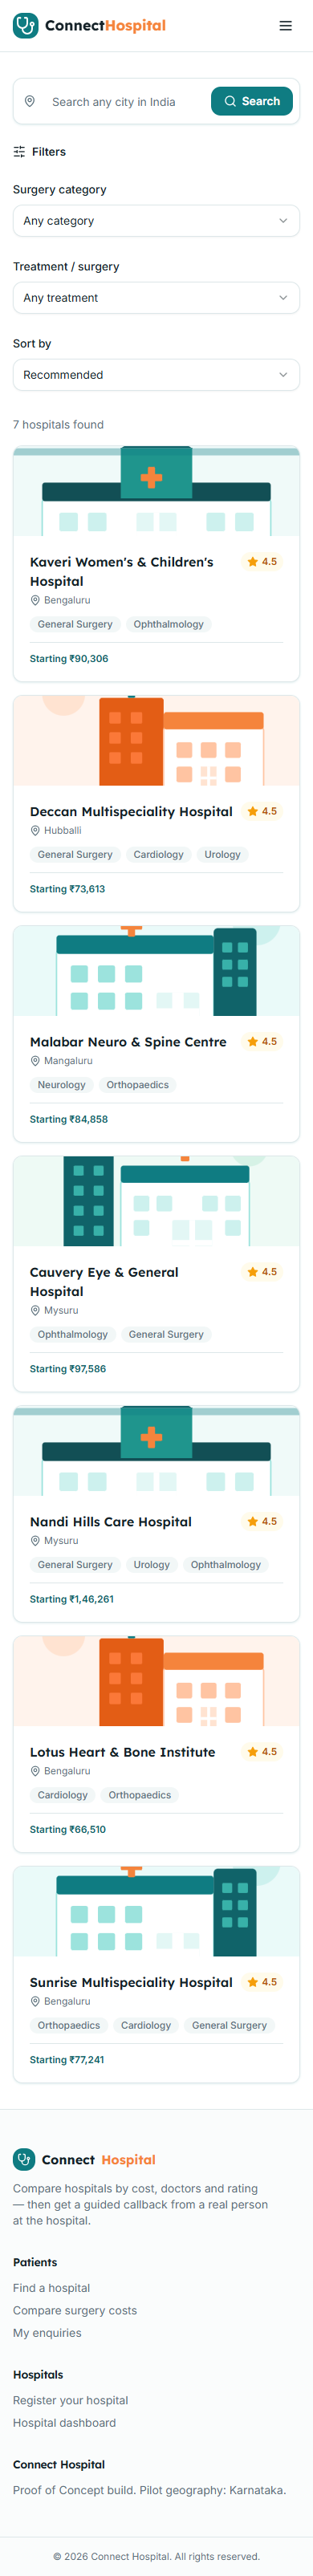 ConnectHospital
Search any city in India
Search
Filters
Surgery category
Any category
Treatment / surgery
Any treatment
Sort by
Recommended
7 hospitals found
Kaveri Women's & Children's
Hospital
4.5
Bengaluru
General Surgery Ophthalmology
Starting ₹90,306
Deccan Multispeciality Hospital 4.5
Hubballi
General Surgery Cardiology Urology
Starting ₹73,613
Malabar Neuro & Spine Centre 4.5
Mangaluru
Neurology Orthopaedics
Starting ₹84,858
Cauvery Eye & General
Hospital
4.5
Mysuru
Ophthalmology General Surgery
Starting ₹97,586
Nandi Hills Care Hospital 4.5
Mysuru
General Surgery Urology Ophthalmology
Starting ₹1,46,261
Lotus Heart & Bone Institute 4.5
Bengaluru
Cardiology Orthopaedics
Starting ₹66,510
Sunrise Multispeciality Hospital 4.5
Bengaluru
Orthopaedics Cardiology General Surgery
Starting ₹77,241
Connect Hospital
Compare hospitals by cost, doctors and rating
— then get a guided callback from a real person
at the hospital.
Patients
Find a hospital
Compare surgery costs
My enquiries
Hospitals
Register your hospital
Hospital dashboard
Connect Hospital
Proof of Concept build. Pilot geography: Karnataka.
© 2026 Connect Hospital. All rights reserved.